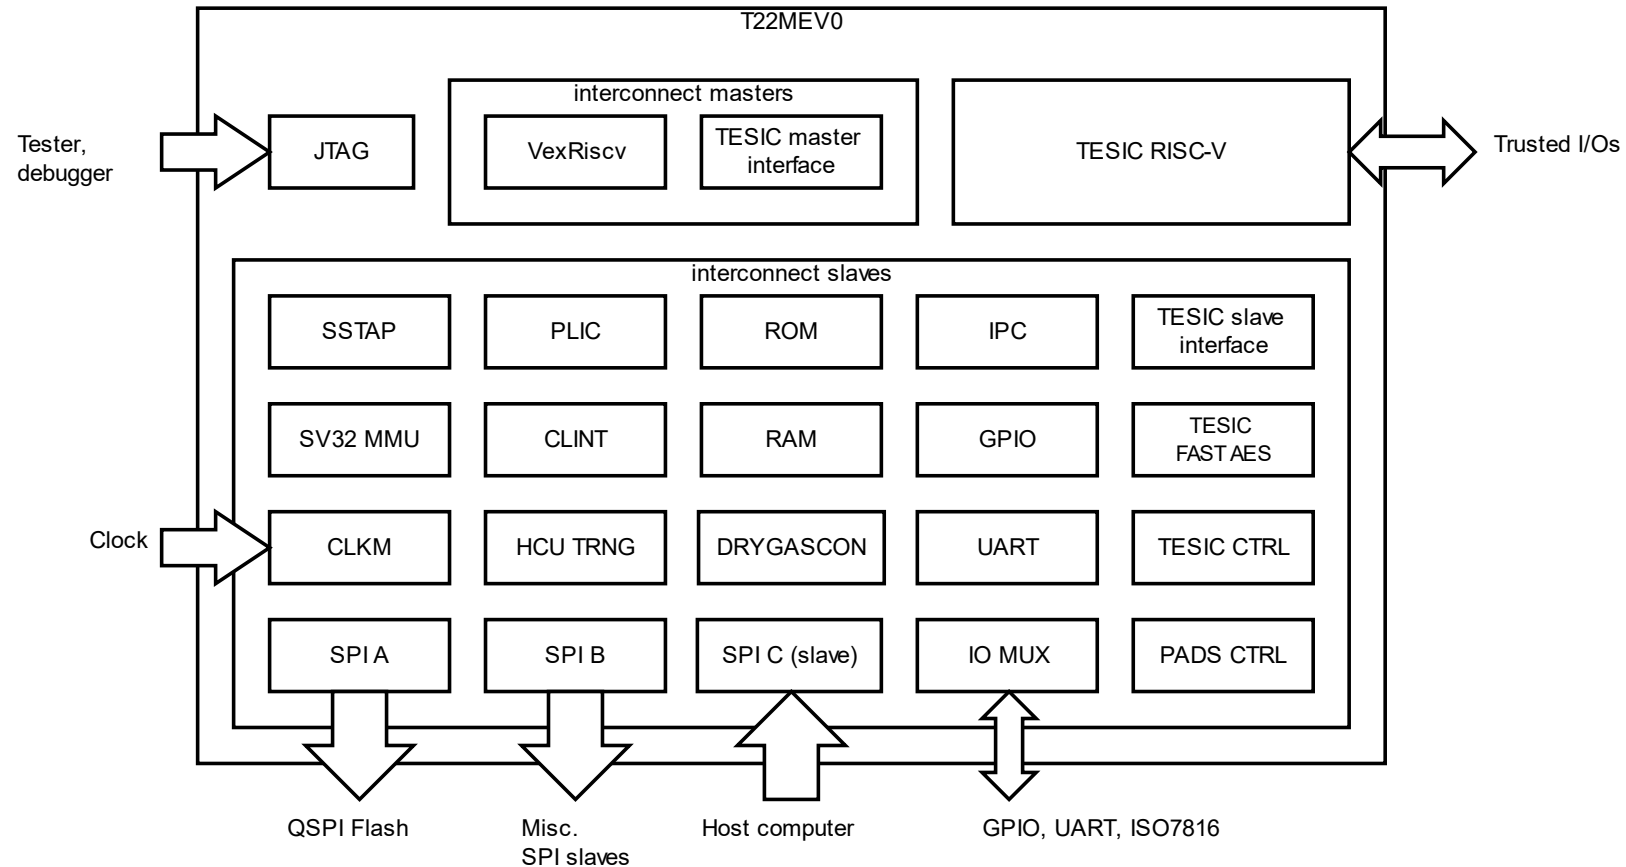 T22MEV0
interconnect masters
Tester,
debugger
JTAG
VexRiscv
TESIC master
interface
TESIC RISC-V
Trusted I/Os
interconnect slaves
SSTAP
PLIC
ROM
IPC
TESIC slave
interface
SV32 MMU
CLINT
RAM
GPIO
TESIC
FAST AES
Clock
CLKM
HCU TRNG
DRYGASCON
UART
TESIC CTRL
SPI A
SPI B
SPI C (slave)
IO MUX
PADS CTRL
QSPI Flash
Misc.
SPI slaves
Host computer
GPIO, UART, ISO7816